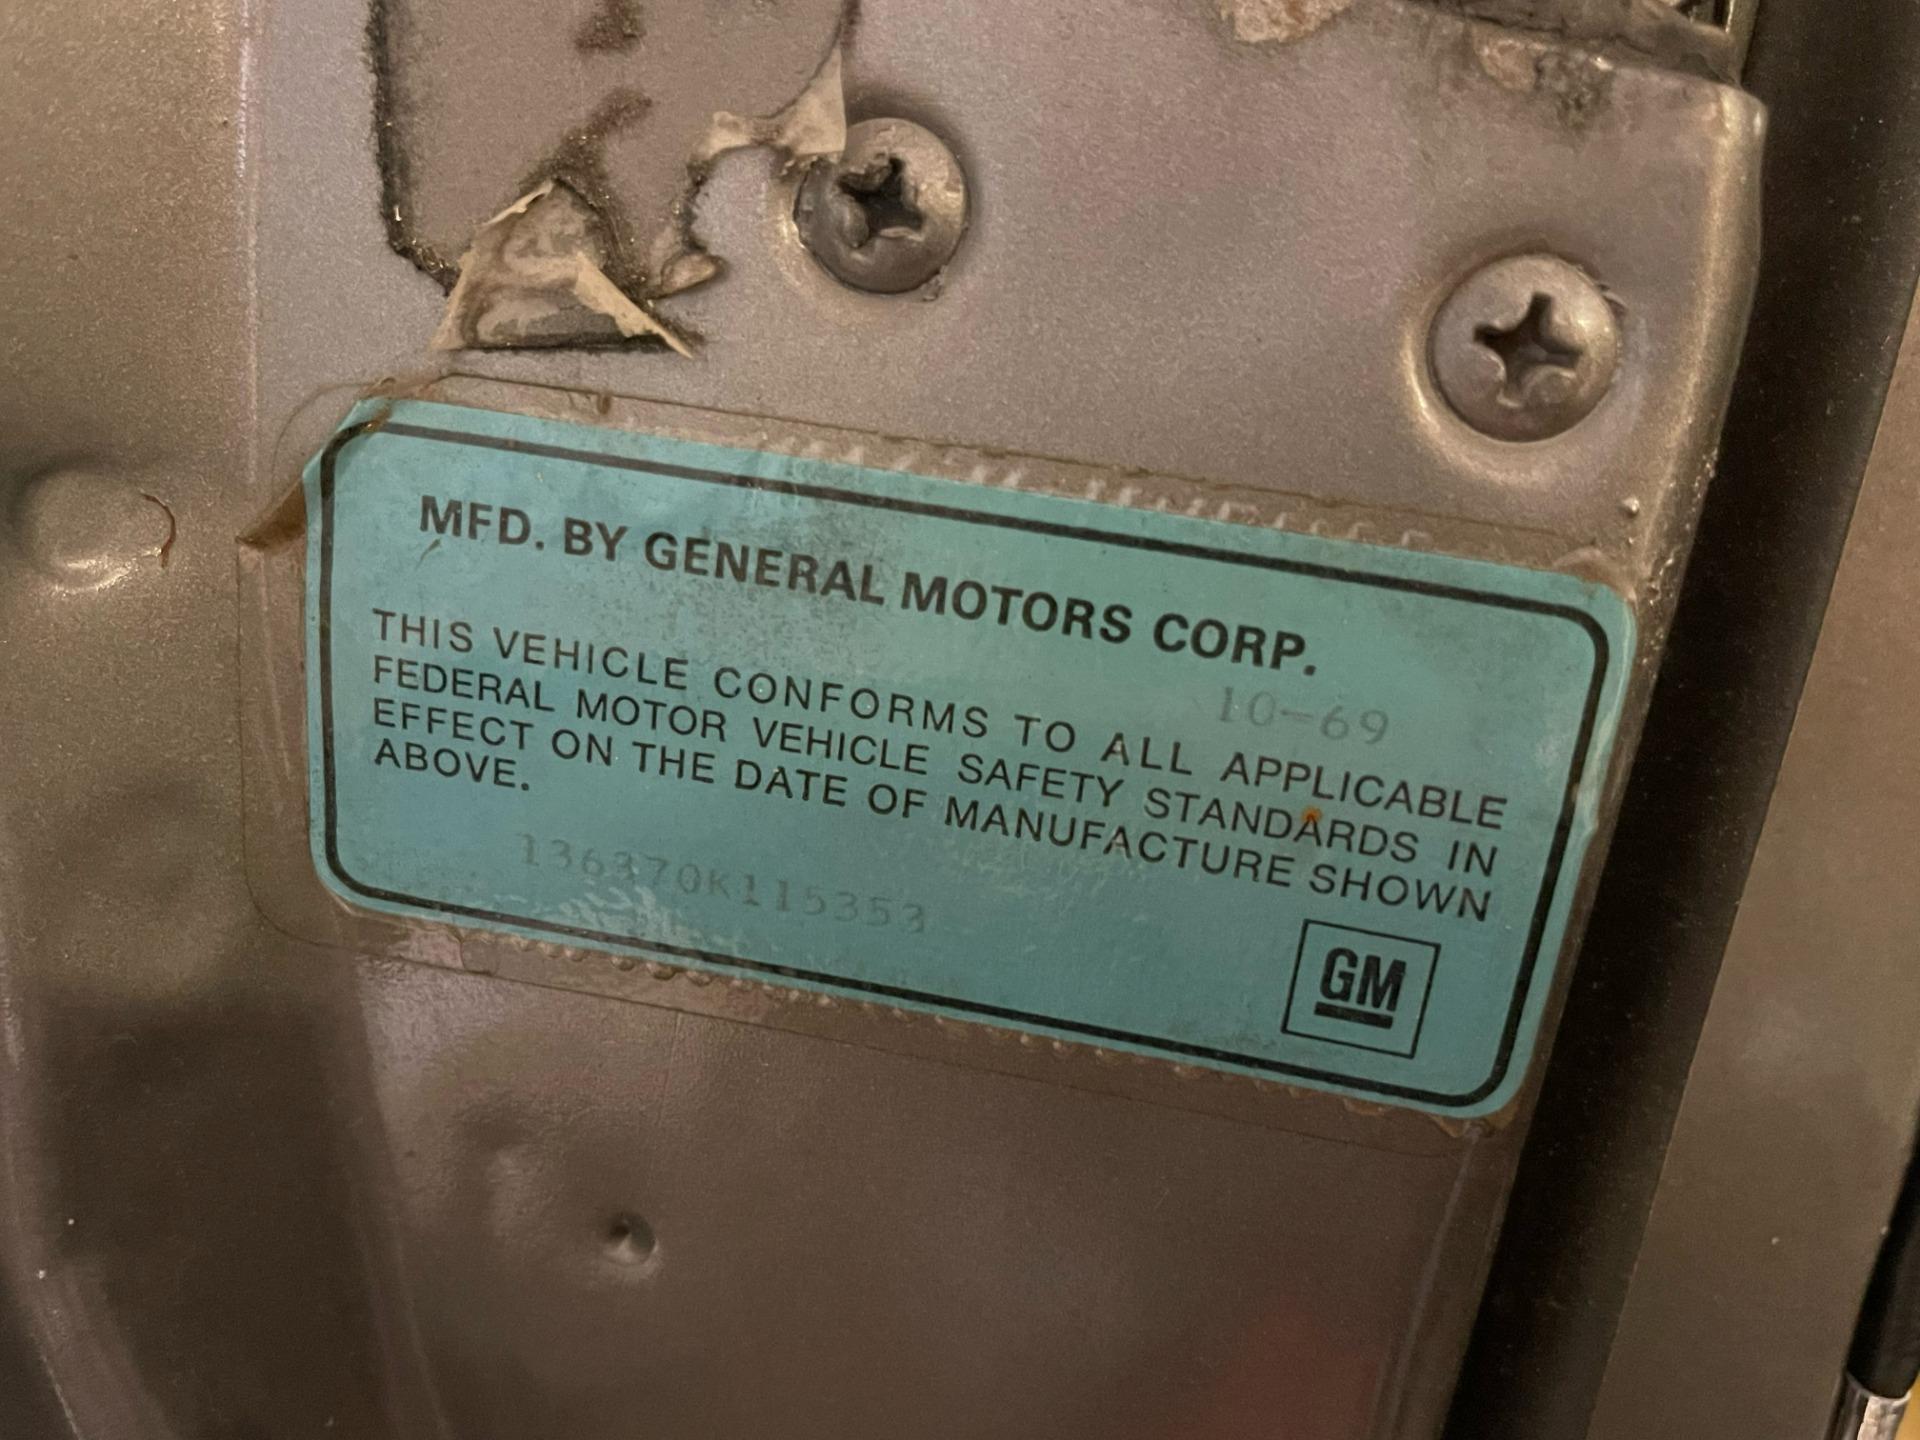 MFD. BY GENERAL MOTORS CORP.
10-69
THIS VEHICLE CONFORMS TO ALL APPLICABLE
FEDERAL MOTOR VEHICLE SAFETY STANDARDS IN
EFFECT ON THE DATE OF MANUFACTURE SHOWN
ABOVE.
136370K115353
GM